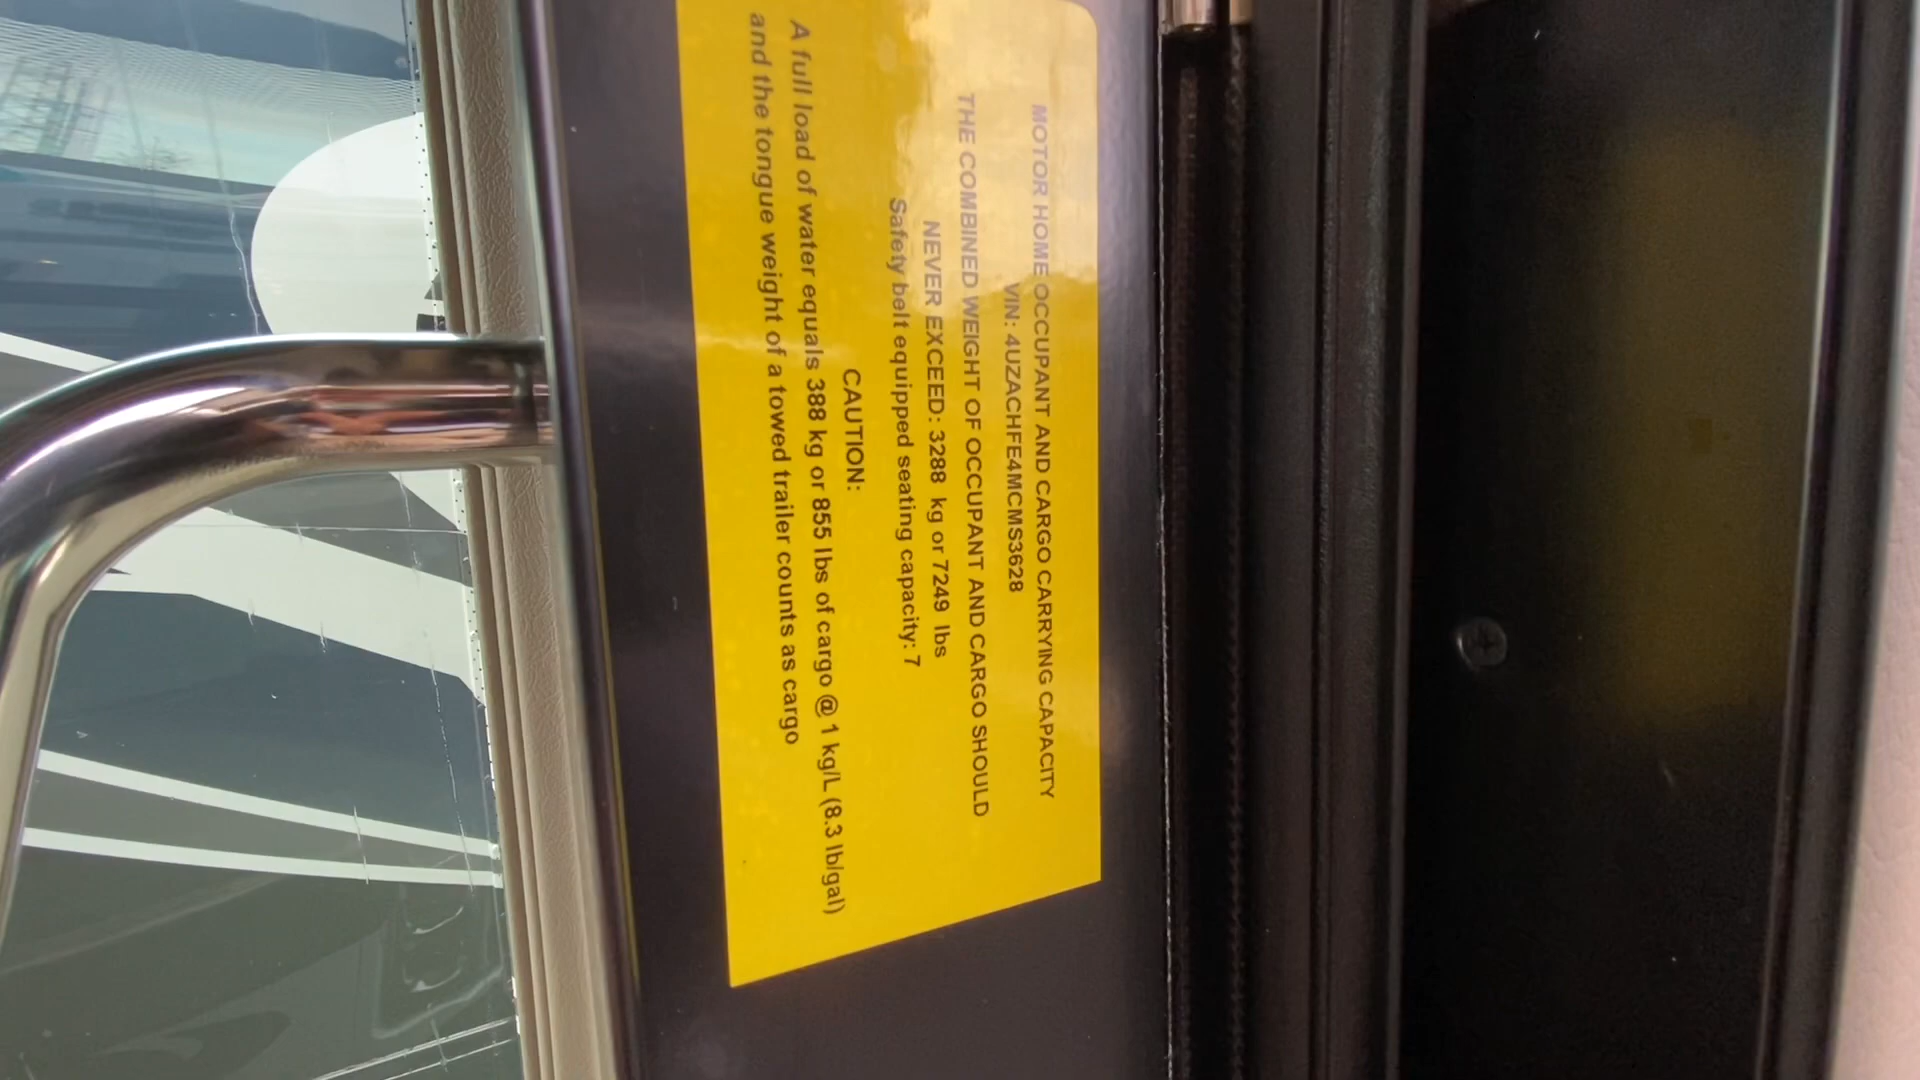 MOTOR HOME OCCUPANT AND CARGO CARRYING CAPACITY
VIN: 4UZACHFE4MCMS3628
THE COMBINED WEIGHT OF OCCUPANT AND CARGO SHOULD
NEVER EXCEED: 3288 kg or 7249 lbs
Safety belt equipped seating capacity: 7
CAUTION:
A full load of water equals 388 kg or 855 lbs of cargo @ 1 kg/L (8.3 lb/gal)
and the tongue weight of a towed trailer counts as cargo